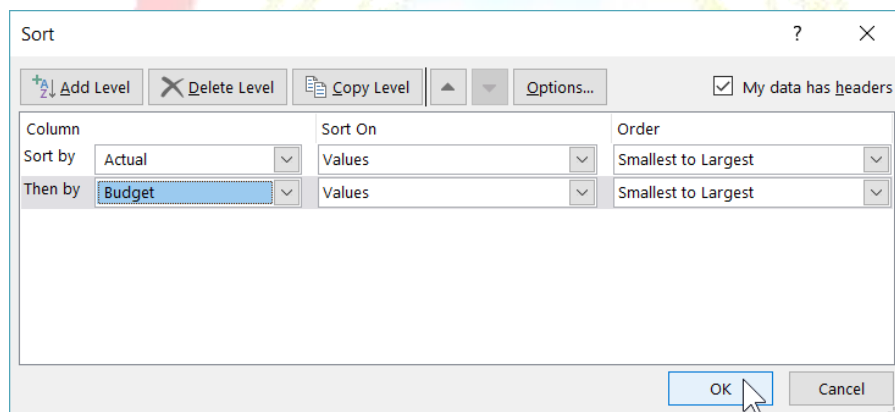 Sort ?
Add Level Delete Level Copy Level Options... My data has headers
Column Sort On Order
Sort by Actual Values Smallest to Largest
Then by Budget Values Smallest to Largest
OK Cancel